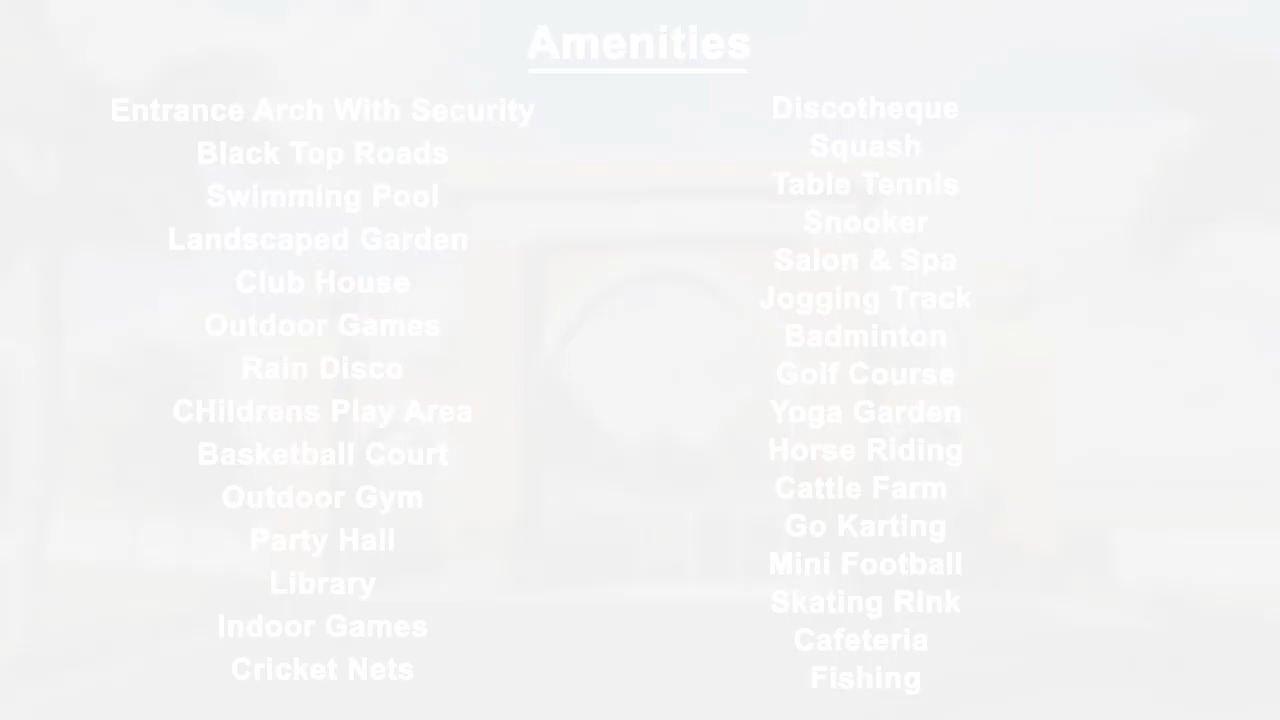 Amenities
Entrance Arch With Security
Black Top Roads
Swimming Pool
Landscaped Garden
Club House
Outdoor Games
Rain Disco
CHildrens Play Area
Basketball Court
Outdoor Gym
Party Hall
Library
Indoor Games
Cricket Nets
Discotheque
Squash
Table Tennis
Snooker
Salon & Spa
Jogging Track
Badminton
Golf Course
Yoga Garden
Horse Riding
Cattle Farm
Go Karting
Mini Football
Skating Rink
Cafeteria
Fishing